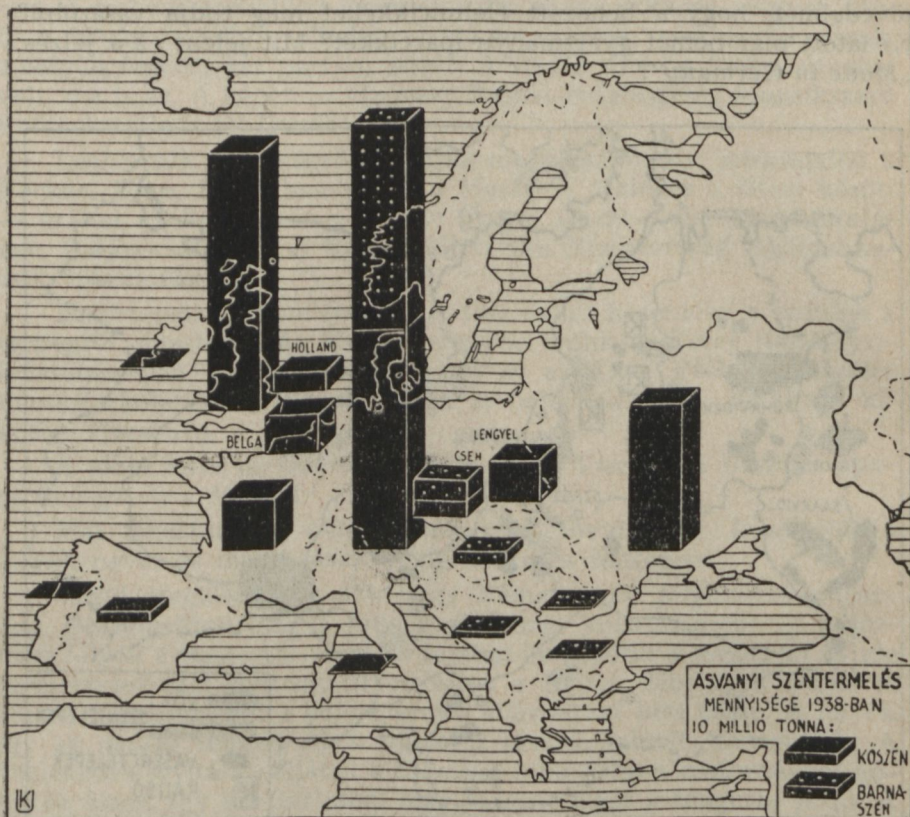 HOLLAND
BELGA
LENGYEL
CSEH
ÁSVÁNYI SZÉNTERMELÉS
MENNYISÉGE 1938-BAN
10 MILLIÓ TONNA:
KŐSZÉN
BARNA-
SZÉN